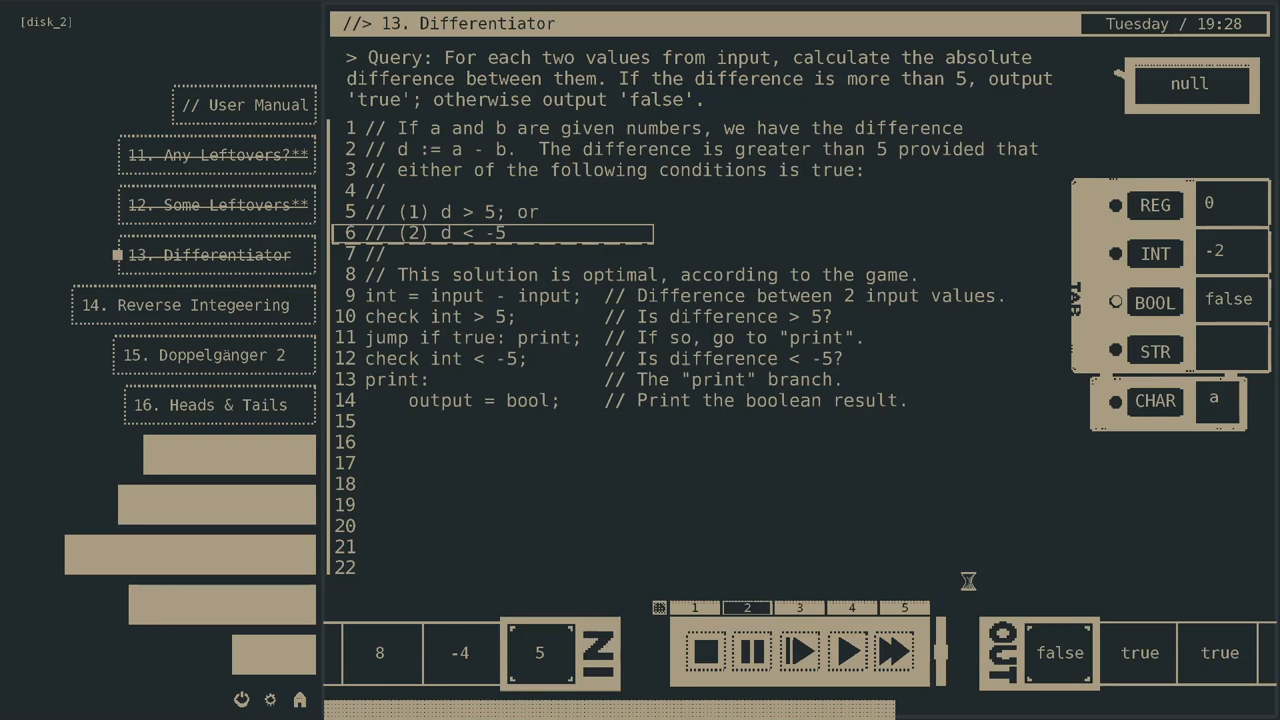 [disk_2]
//> 13. Differentiator
Tuesday / 19:28
> Query: For each two values from input, calculate the absolute
difference between them. If the difference is more than 5, output
'true'; otherwise output 'false'.
null
// User Manual
11. Any Leftovers?**
12. Some Leftovers**
13. Differentiator
14. Reverse Integeering
15. Doppelgänger 2
16. Heads & Tails
1 // If a and b are given numbers, we have the difference
2 // d := a - b.  The difference is greater than 5 provided that
3 // either of the following conditions is true:
4 //
5 // (1) d > 5; or
6 // (2) d < -5
7 //
8 // This solution is optimal, according to the game.
9 int = input - input;  // Difference between 2 input values.
10 check int > 5;        // Is difference > 5?
11 jump if true: print;  // If so, go to "print".
12 check int < -5;       // Is difference < -5?
13 print:                // The "print" branch.
14     output = bool;    // Print the boolean result.
15
16
17
18
19
20
21
22
TAB
REG 0
INT -2
BOOL false
STR
CHAR a
1 2 3 4 5
8 -4 5 IN
OUT false true true